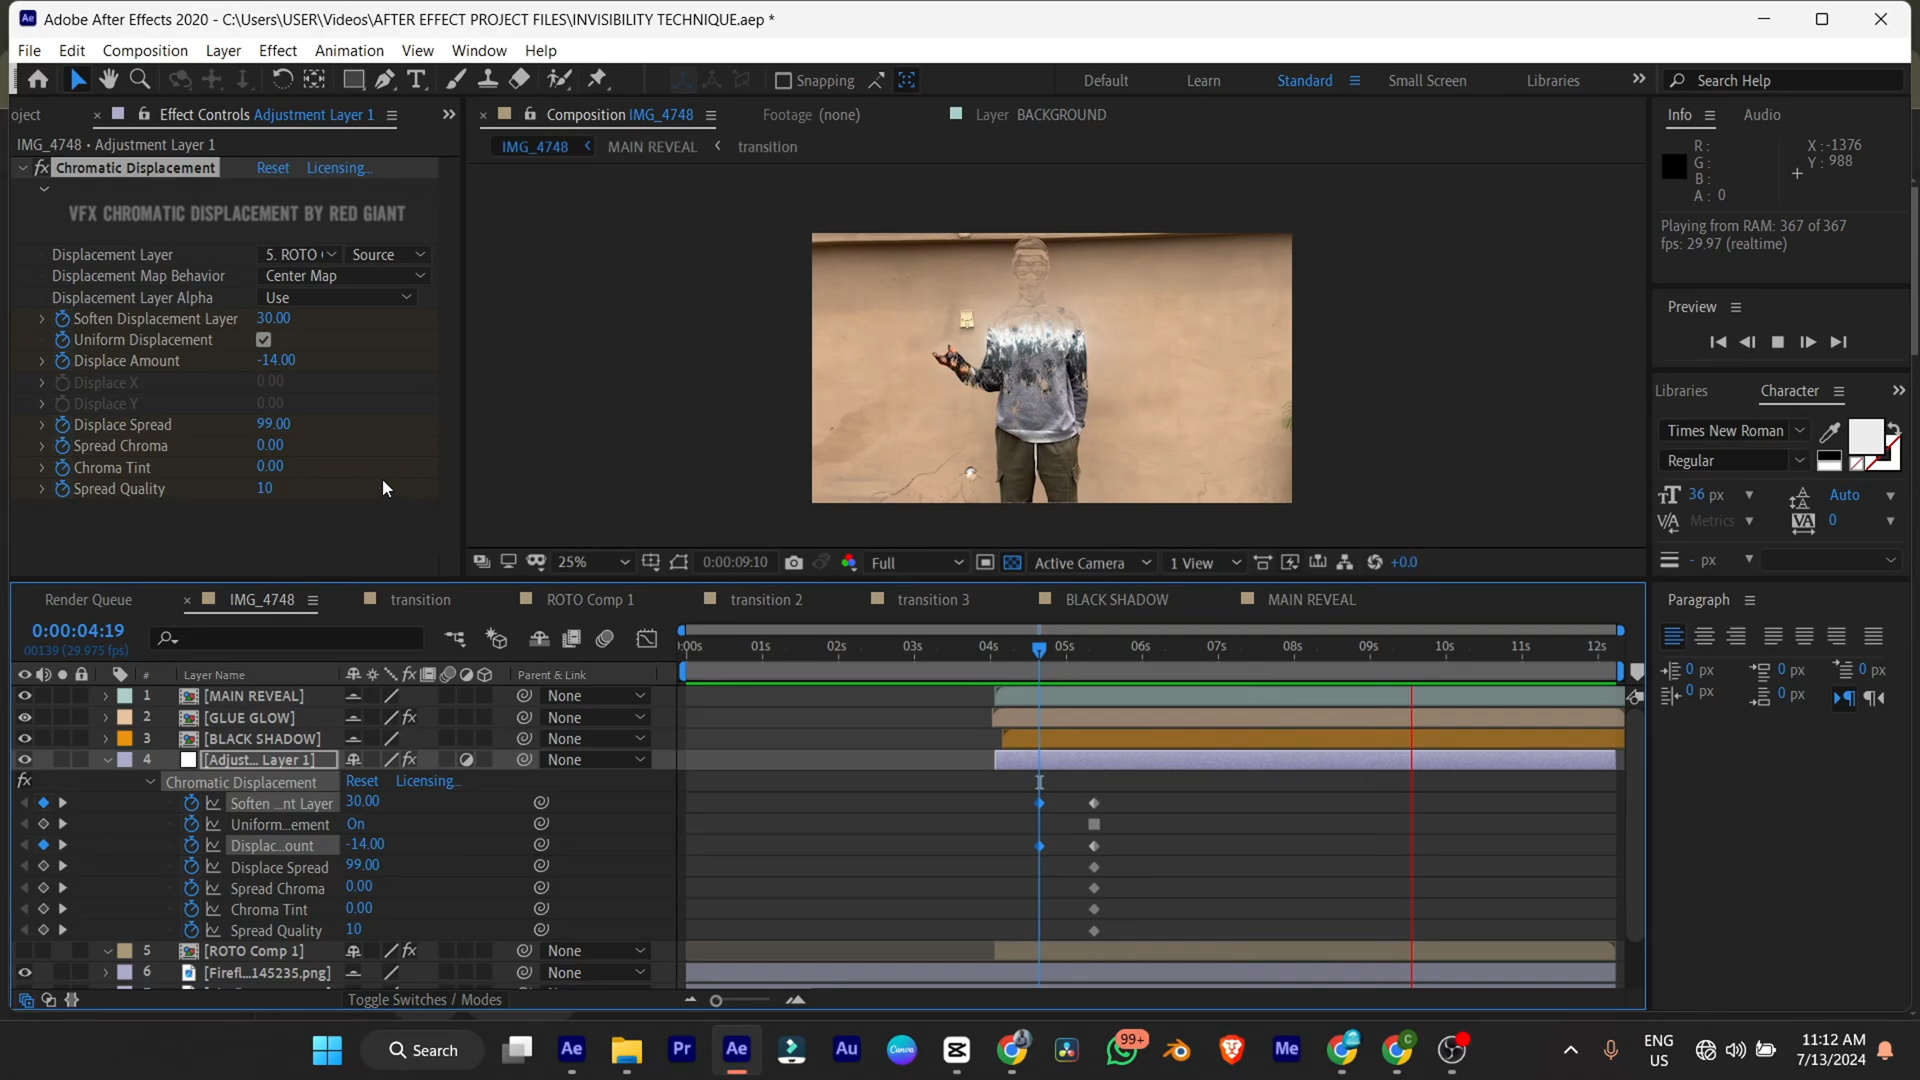 Adobe After Effects 2020 - C:\Users\USER\Videos\AFTER EFFECT PROJECT FILES\INVISIBILITY TECHNIQUE.aep *
File Edit Composition Layer Effect Animation View Window Help
Snapping Default Learn Standard Small Screen Libraries Search Help
oject Effect Controls Adjustment Layer 1
Composition IMG_4748 Footage (none) Layer BACKGROUND
Info Audio
IMG_4748 • Adjustment Layer 1
IMG_4748 MAIN REVEAL transition
fx Chromatic Displacement Reset Licensing...
VFX CHROMATIC DISPLACEMENT BY RED GIANT
Displacement Layer 5. ROTO Source
Displacement Map Behavior Center Map
Displacement Layer Alpha Use
Soften Displacement Layer 30.00
Uniform Displacement
Displace Amount -14.00
Displace X 0.00
Displace Y 0.00
Displace Spread 99.00
Spread Chroma 0.00
Chroma Tint 0.00
Spread Quality 10
R :
G :
B :
A : 0
X : -1376
Y : 988
Playing from RAM: 367 of 367
fps: 29.97 (realtime)
Preview
Libraries Character
Times New Roman
Regular
36 px Auto
Metrics 0
- px
25% 0:00:09:10 Full Active Camera 1 View +0.0
Render Queue IMG_4748 transition ROTO Comp 1 transition 2 transition 3 BLACK SHADOW MAIN REVEAL
Paragraph
0 px 0 px 0 px
0 px 0 px
0:00:04:19
00139 (29.975 fps)
:00s 01s 02s 03s 04s 05s 06s 07s 08s 09s 10s 11s 12s
# Layer Name Parent & Link
1 [MAIN REVEAL] None
2 [GLUE GLOW] fx None
3 [BLACK SHADOW] None
4 [Adjust... Layer 1] fx None
fx Chromatic Displacement Reset Licensing...
Soften ...nt Layer 30.00
Uniform...ement On
Displac...ount -14.00
Displace Spread 99.00
Spread Chroma 0.00
Chroma Tint 0.00
Spread Quality 10
5 [ROTO Comp 1] fx None
6 [Firefl...145235.png] None
Toggle Switches / Modes
Search
Ae Pr Ae Au Canva 99+ Me C
ENG
US
11:12 AM
7/13/2024